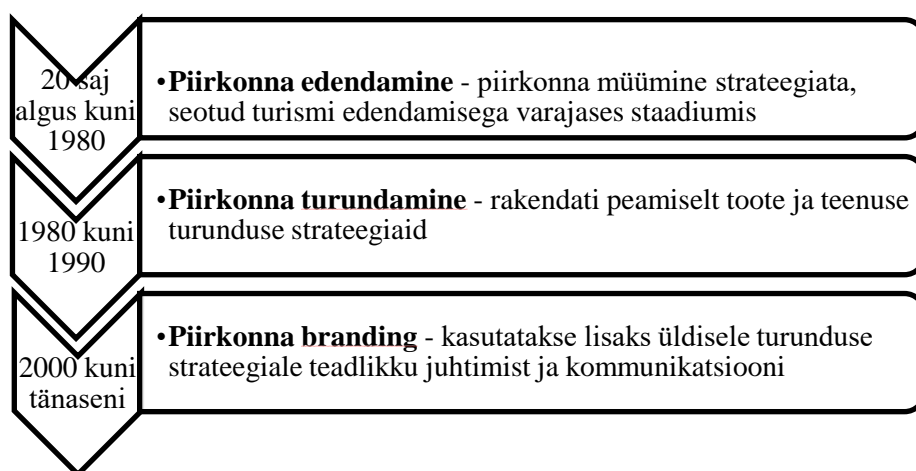 20 saj
algus kuni
1980
•Piirkonna edendamine - piirkonna müümine strateegiata,
seotud turismi edendamisega varajases staadiumis
1980 kuni
1990
•Piirkonna turundamine - rakendati peamiselt toote ja teenuse
turunduse strateegiaid
2000 kuni
tänaseni
•Piirkonna branding - kasutatakse lisaks üldisele turunduse
strateegiale teadlikku juhtimist ja kommunikatsiooni